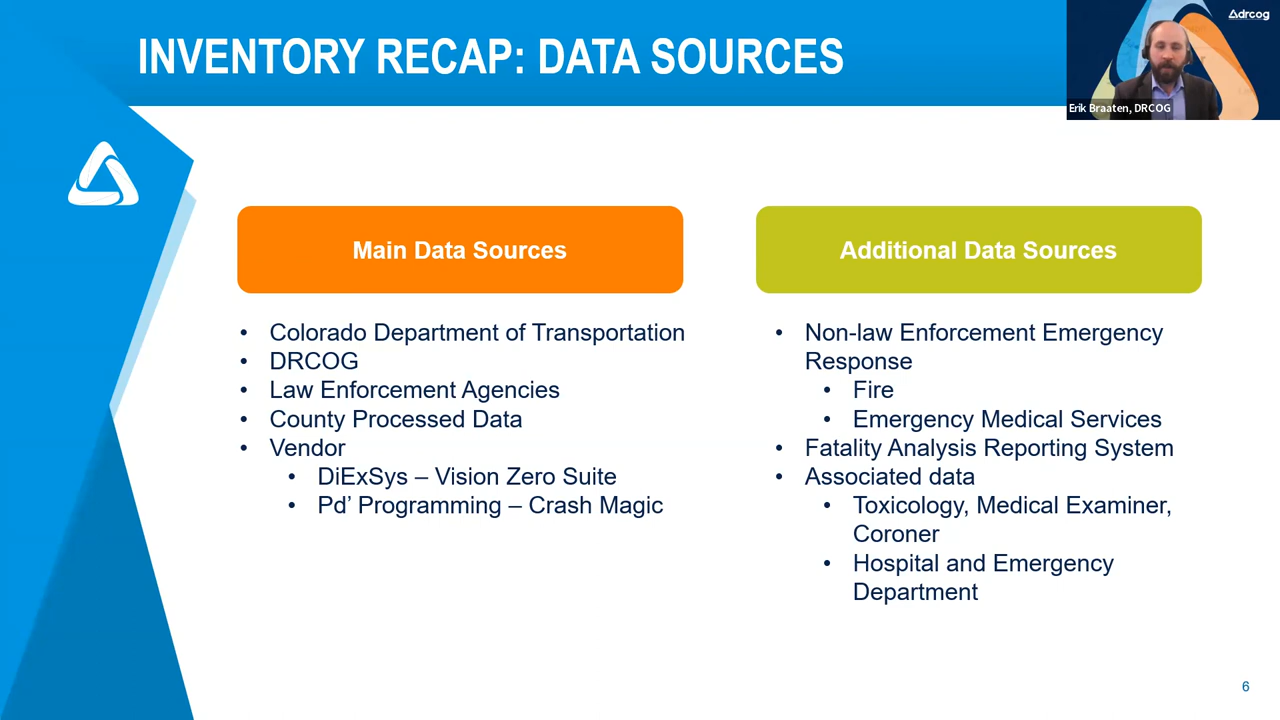 INVENTORY RECAP: DATA SOURCES
drcog
Erik Braaten, DRCOG
Main Data Sources
• Colorado Department of Transportation
• DRCOG
• Law Enforcement Agencies
• County Processed Data
• Vendor
• DiExSys – Vision Zero Suite
• Pd’ Programming – Crash Magic
Additional Data Sources
• Non-law Enforcement Emergency
Response
• Fire
• Emergency Medical Services
• Fatality Analysis Reporting System
• Associated data
• Toxicology, Medical Examiner,
Coroner
• Hospital and Emergency
Department
6